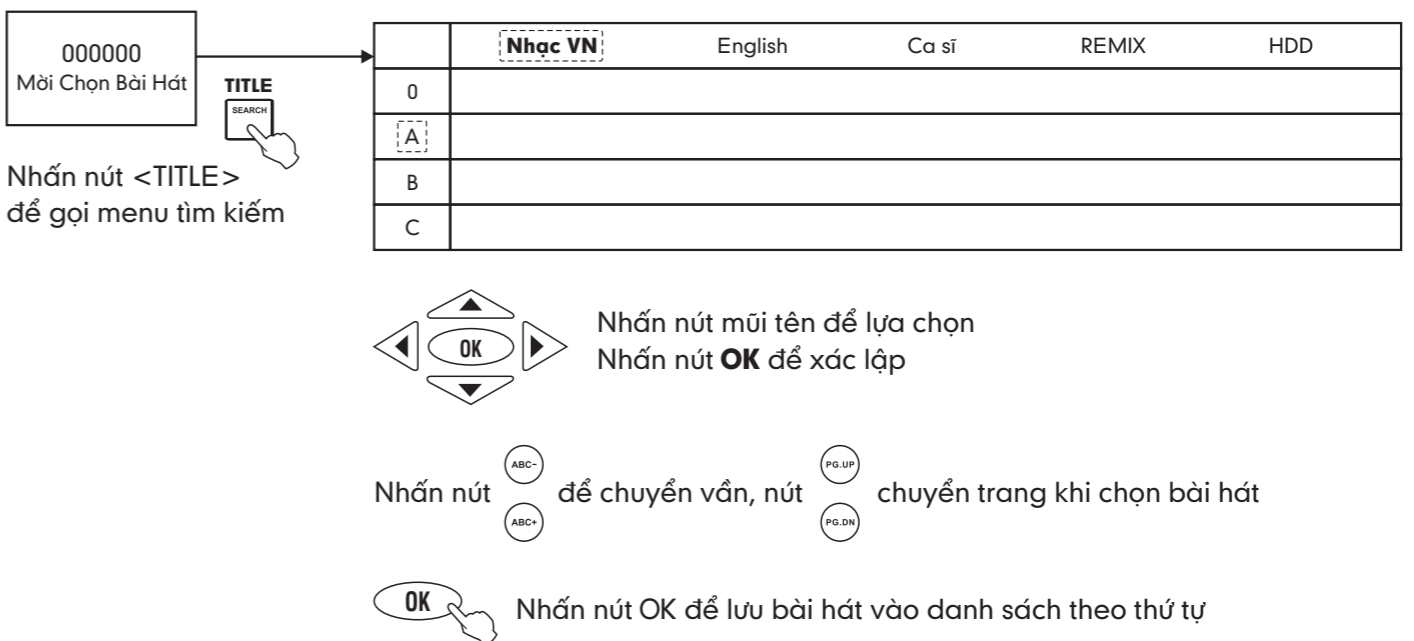 000000
Mời Chọn Bài Hát
TITLE
SEARCH
Nhấn nút <TITLE>
để gọi menu tìm kiếm
Nhạc VN English Ca sĩ REMIX HDD
0
A
B
C
OK
Nhấn nút mũi tên để lựa chọn
Nhấn nút OK để xác lập
Nhấn nút ABC- ABC+ để chuyển vần, nút PG.UP PG.DN chuyển trang khi chọn bài hát
OK Nhấn nút OK để lưu bài hát vào danh sách theo thứ tự